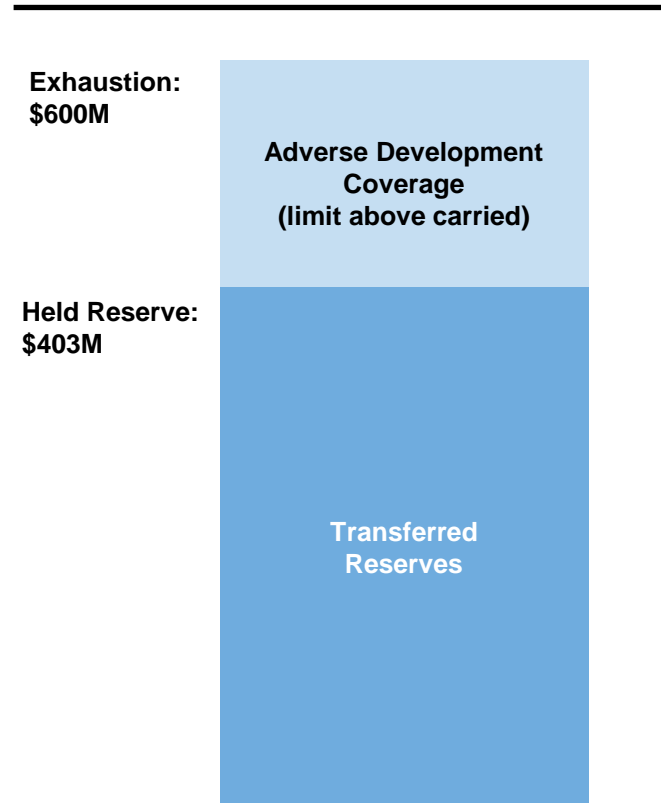 Exhaustion:
$600M
Adverse Development
Coverage
(limit above carried)
Held Reserve:
$403M
Transferred
Reserves